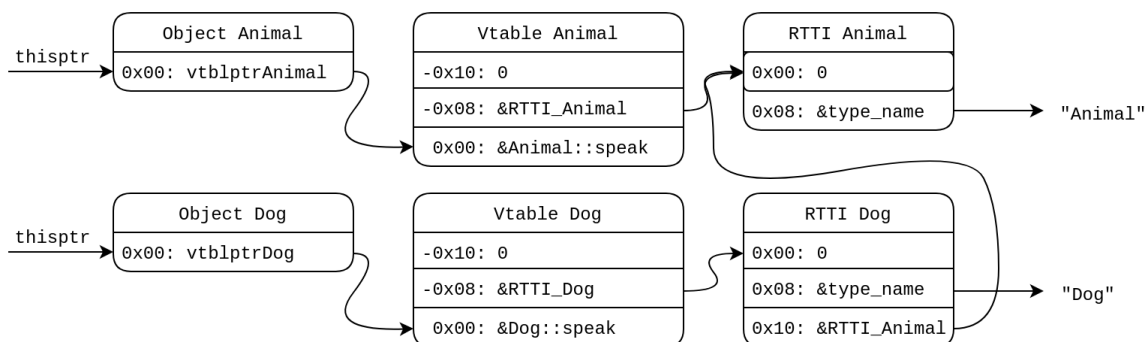 Object Animal
Vtable Animal
RTTI Animal
thisptr
0x00: vtblptrAnimal
-0x10: 0
0x00: 0
-0x08: &RTTI_Animal
0x08: &type_name
"Animal"
0x00: &Animal::speak
Object Dog
Vtable Dog
RTTI Dog
thisptr
0x00: vtblptrDog
-0x10: 0
0x00: 0
-0x08: &RTTI_Dog
0x08: &type_name
"Dog"
0x00: &Dog::speak
0x10: &RTTI_Animal